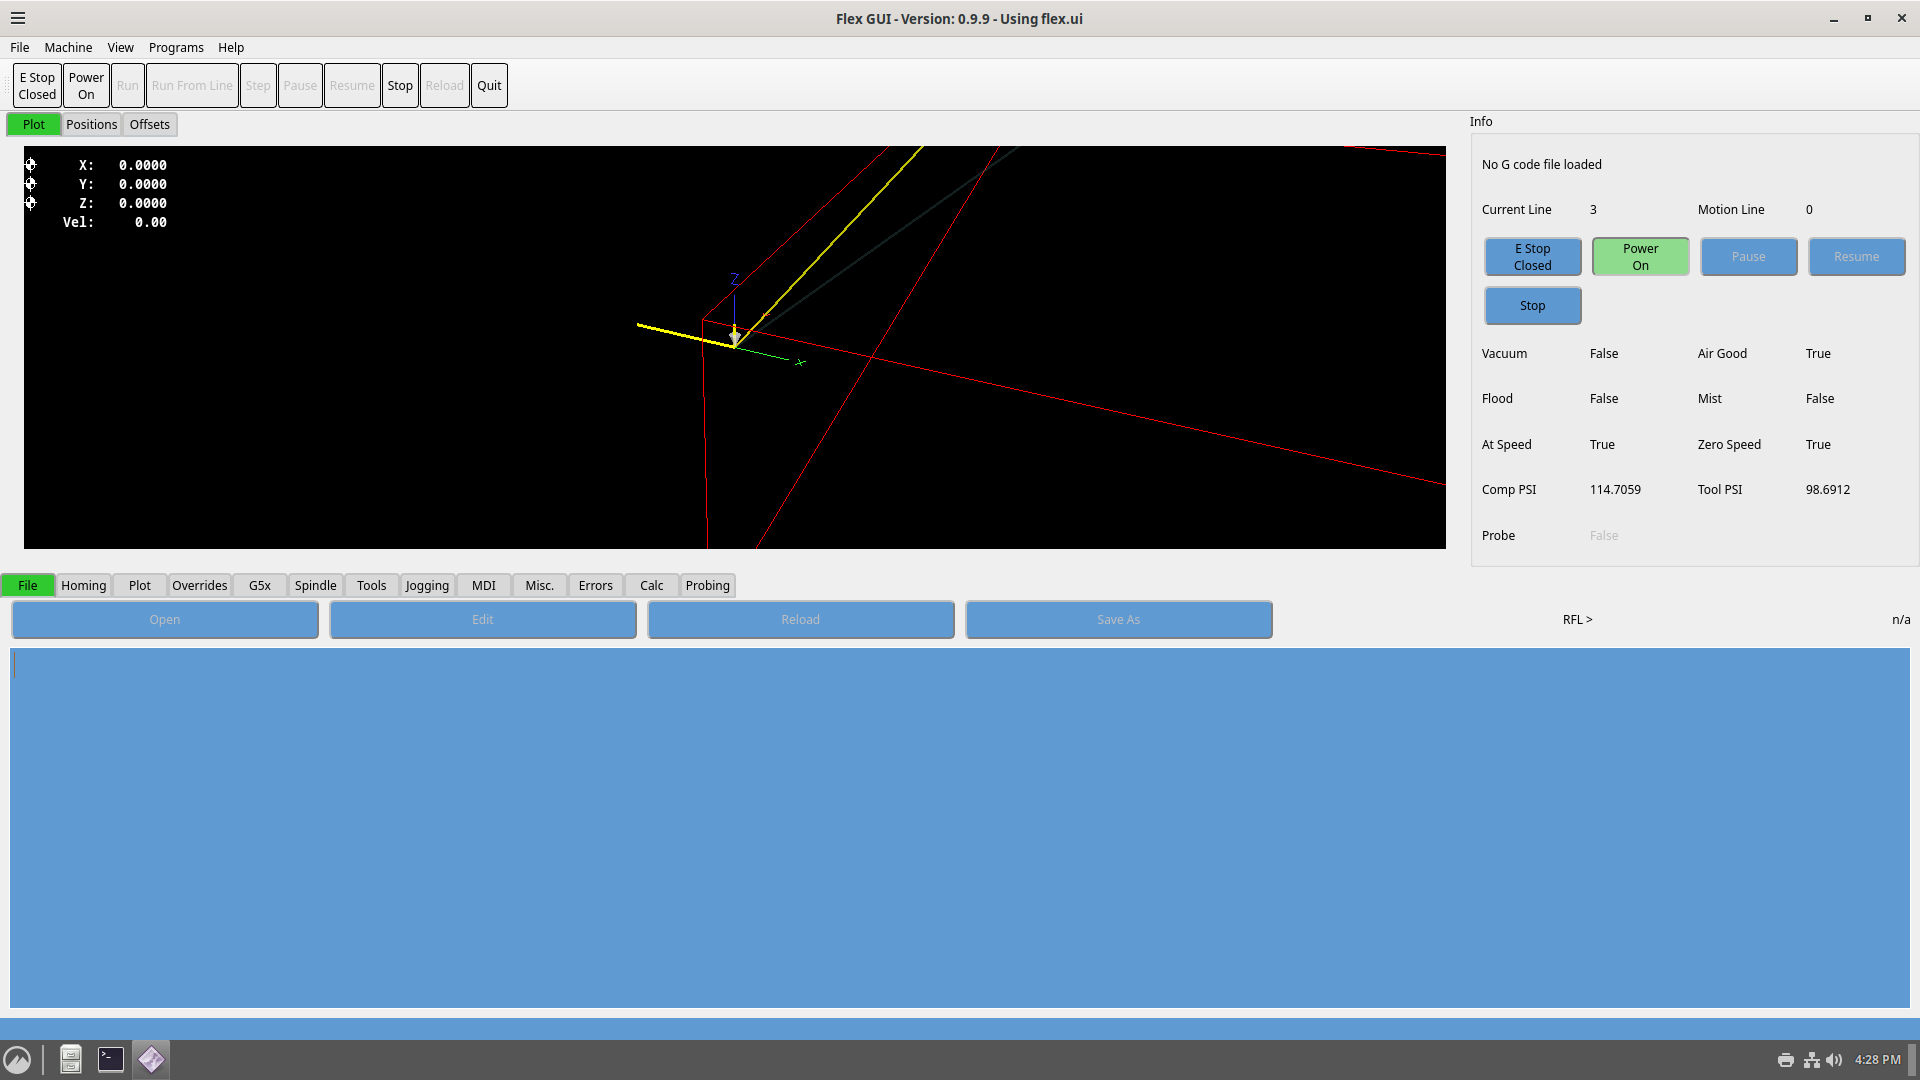 Flex GUI - Version: 0.9.9 - Using flex.ui
File Machine View Programs Help
E Stop Closed Power On Run Run From Line Step Pause Resume Stop Reload Quit
Plot Positions Offsets
X: 0.0000
Y: 0.0000
Z: 0.0000
Vel: 0.00
Z
X
Info
No G code file loaded
Current Line 3 Motion Line 0
E Stop Closed Power On Pause Resume
Stop
Vacuum False Air Good True
Flood False Mist False
At Speed True Zero Speed True
Comp PSI 114.7059 Tool PSI 98.6912
Probe False
File Homing Plot Overrides G5x Spindle Tools Jogging MDI Misc. Errors Calc Probing
Open Edit Reload Save As RFL > n/a
4:28 PM